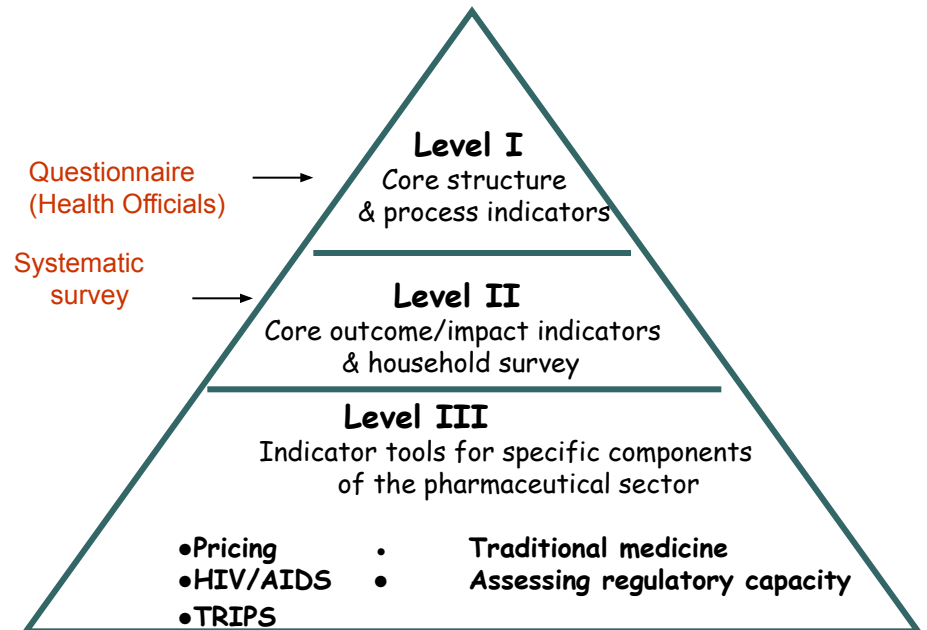 Level I
Questionnaire
(Health Officials)
Core structure
& process indicators
Systematic
survey
Level II
Core outcome/impact indicators
& household survey
Level III
Indicator tools for specific components
of the pharmaceutical sector
●Pricing • Traditional medicine
●HIV/AIDS ● Assessing regulatory capacity
●TRIPS